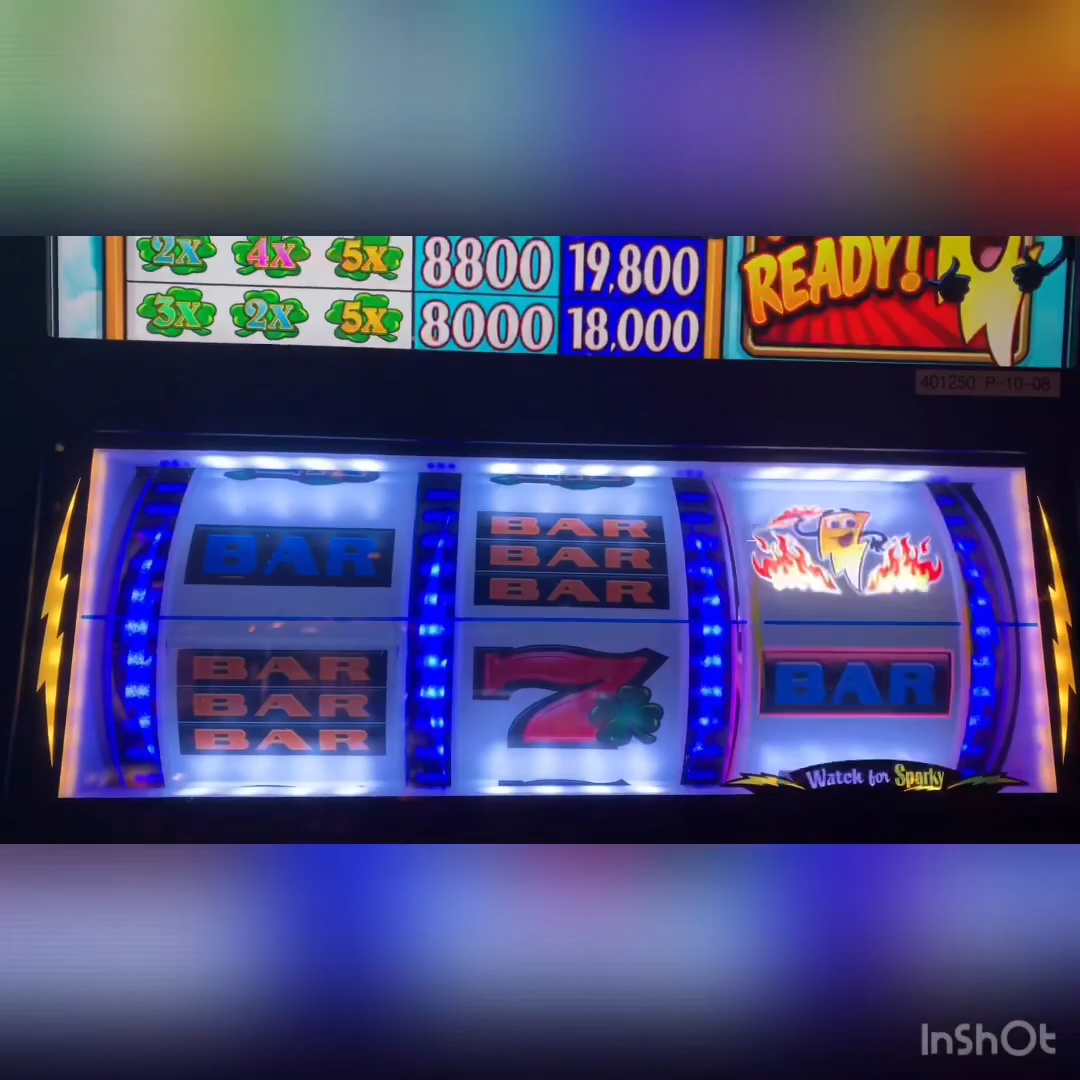 2X 4X 5X 8800 19,800
3X 2X 5X 8000 18,000
READY!
401250 P-10-08
BAR
BAR
BAR
BAR
BAR
BAR
BAR
7
BAR
Watch for Sparky
InShOt